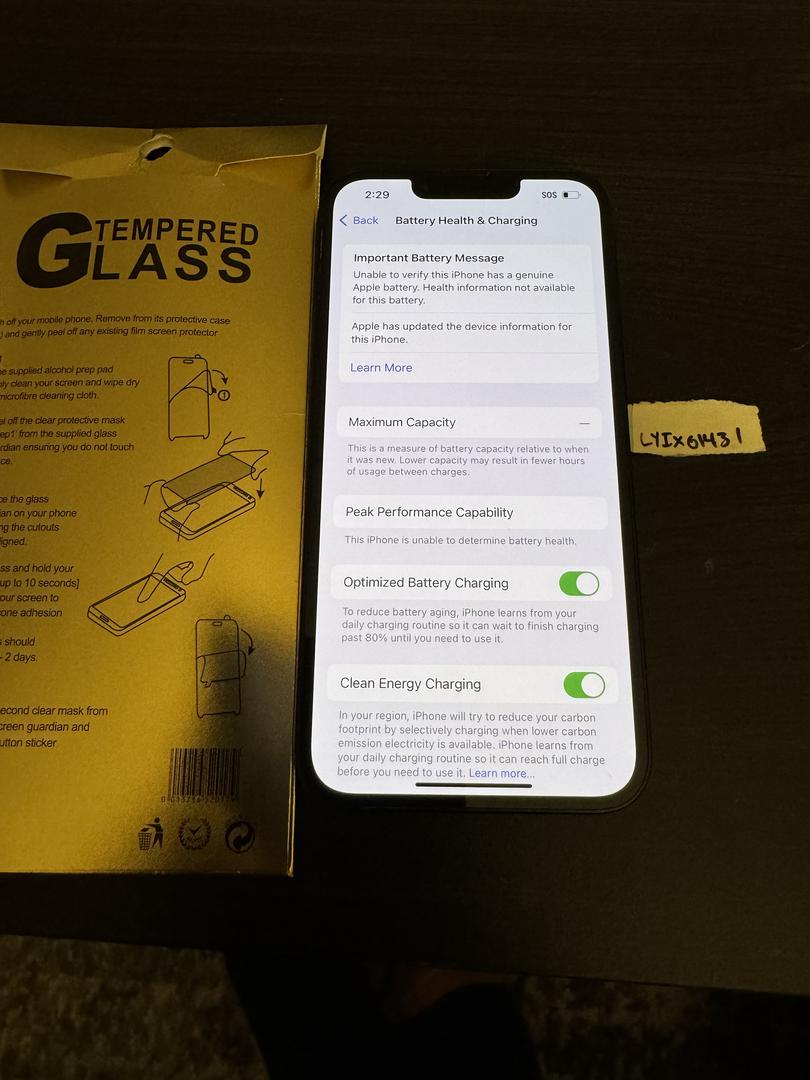 G TEMPERED
LASS
h off your mobile phone. Remove from its protective case
) and gently peel off any existing film screen protector
e supplied alcohol prep pad
ly clean your screen and wipe dry
microfibre cleaning cloth.
el off the clear protective mask
ep1' from the supplied glass
rdian ensuring you do not touch
ce.
ce the glass
ian on your phone
ng the cutouts
igned.
ss and hold your
up to 10 seconds]
our screen to
one adhesion
s should
- 2 days.
econd clear mask from
creen guardian and
utton sticker
2:29
SOS
Back
Battery Health & Charging
Important Battery Message
Unable to verify this iPhone has a genuine
Apple battery. Health information not available
for this battery.
Apple has updated the device information for
this iPhone.
Learn More
Maximum Capacity —
This is a measure of battery capacity relative to when
it was new. Lower capacity may result in fewer hours
of usage between charges.
Peak Performance Capability
This iPhone is unable to determine battery health.
Optimized Battery Charging
To reduce battery aging, iPhone learns from your
daily charging routine so it can wait to finish charging
past 80% until you need to use it.
Clean Energy Charging
In your region, iPhone will try to reduce your carbon
footprint by selectively charging when lower carbon
emission electricity is available. iPhone learns from
your daily charging routine so it can reach full charge
before you need to use it. Learn more...
LYIX01431